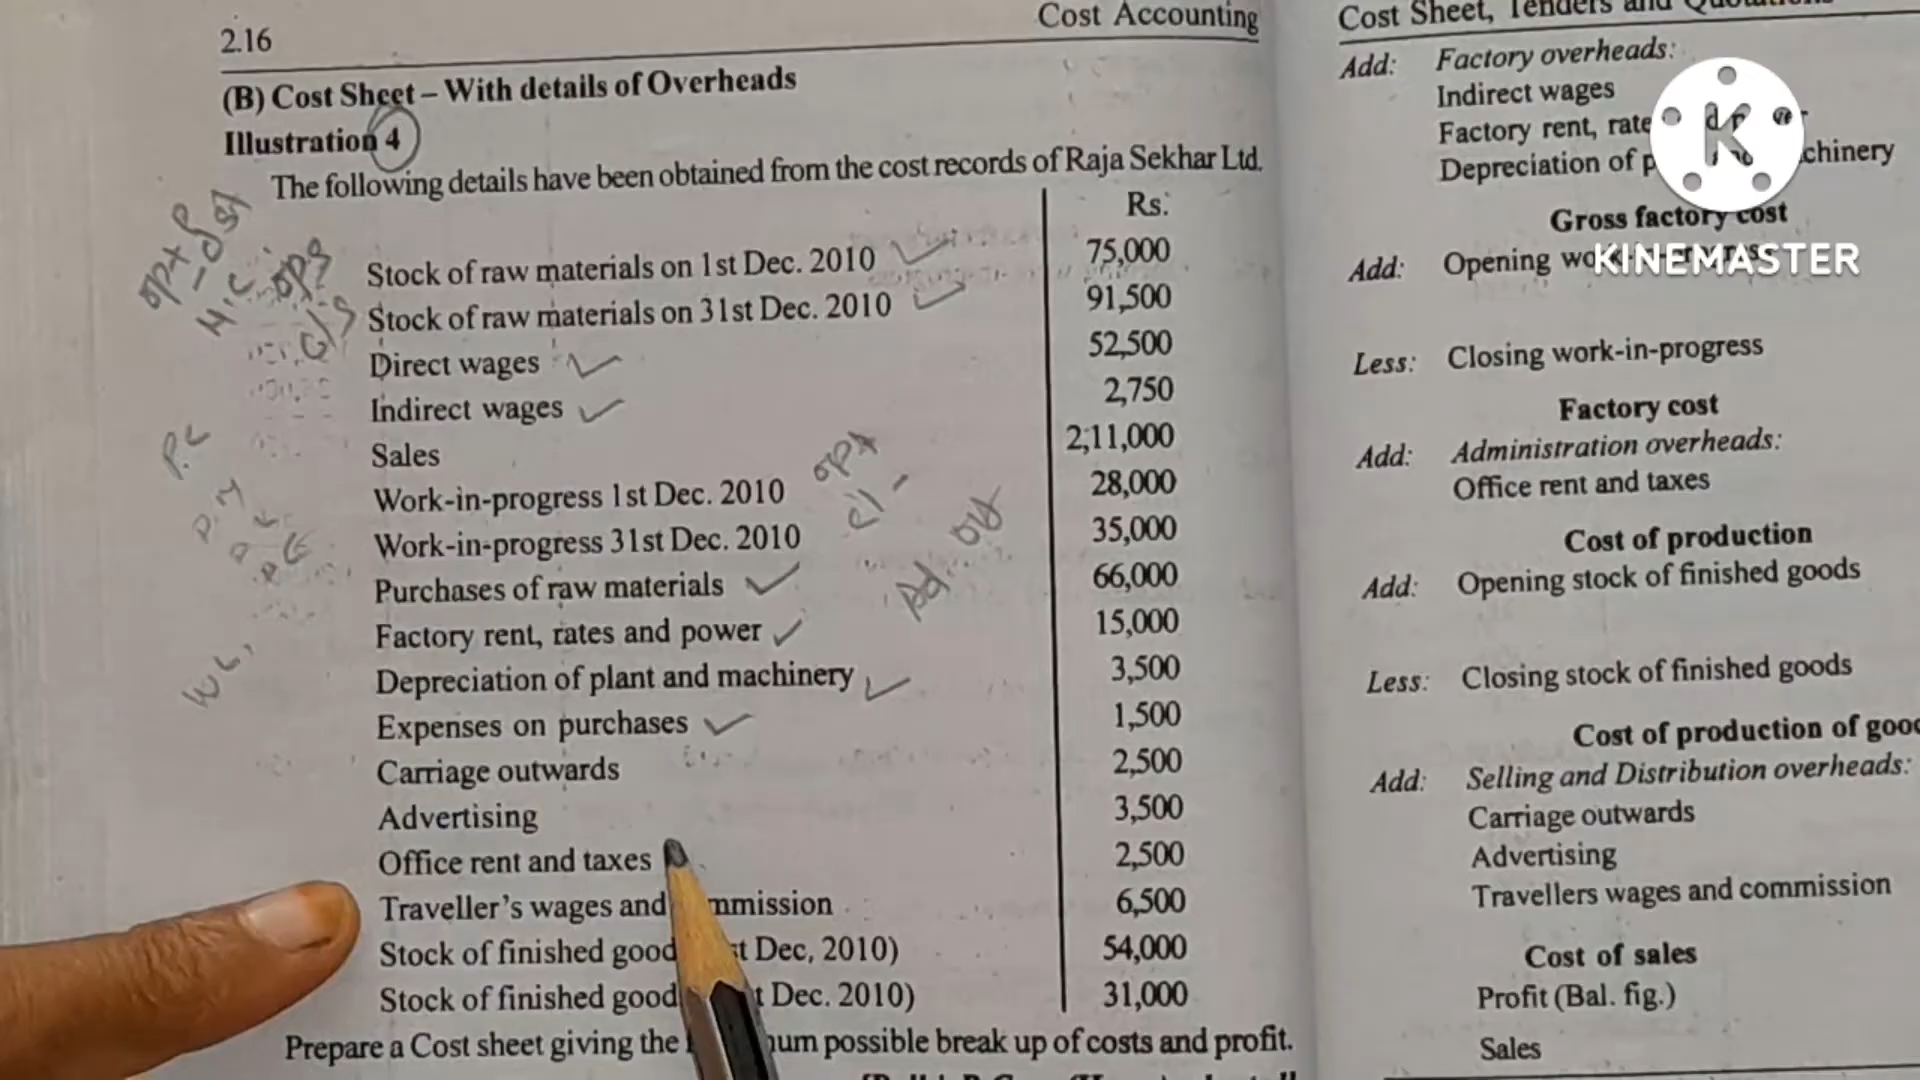 2.16
Cost Accounting
(B) Cost Sheet – With details of Overheads
Illustration 4
The following details have been obtained from the cost records of Raja Sekhar Ltd.
Rs.
Stock of raw materials on 1st Dec. 2010 75,000
Stock of raw materials on 31st Dec. 2010 91,500
Direct wages 52,500
Indirect wages 2,750
Sales 2,11,000
Work-in-progress 1st Dec. 2010 28,000
Work-in-progress 31st Dec. 2010 35,000
Purchases of raw materials 66,000
Factory rent, rates and power 15,000
Depreciation of plant and machinery 3,500
Expenses on purchases 1,500
Carriage outwards 2,500
Advertising 3,500
Office rent and taxes 2,500
Traveller's wages and 6,500
Stock of finished Dec, 2010) 54,000
Stock of finished Dec. 2010) 31,000
Prepare a Cost sheet giving the possible break up of costs and profit.
Cost Sheet, Tenders and
Add: Factory overheads:
Indirect wages
Factory rent,
Depreciation of
Gross factory cost
Add: Opening
Less: Closing work-in-progress
Factory cost
Add: Administration overheads:
Office rent and taxes
Cost of production
Add: Opening stock of finished goods
Less: Closing stock of finished goods
Cost of production of
Add: Selling and Distribution overheads:
Carriage outwards
Advertising
Travellers wages and commission
Cost of sales
Profit (Bal. fig.)
Sales
K
KINEMASTER